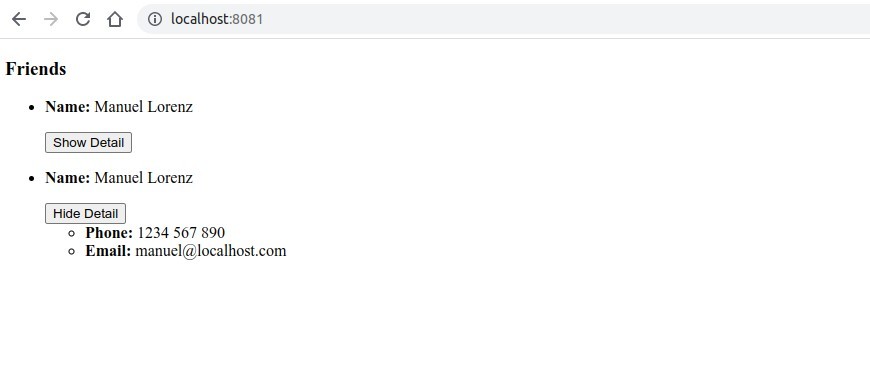 localhost:8081
Friends
Name: Manuel Lorenz
Show Detail
Name: Manuel Lorenz
Hide Detail
Phone: 1234 567 890
Email: manuel@localhost.com